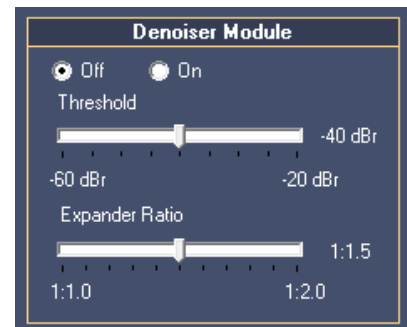 Denoiser Module
Off On
Threshold
-40 dBr
-60 dBr -20 dBr
Expander Ratio
1:1.5
1:1.0 1:2.0